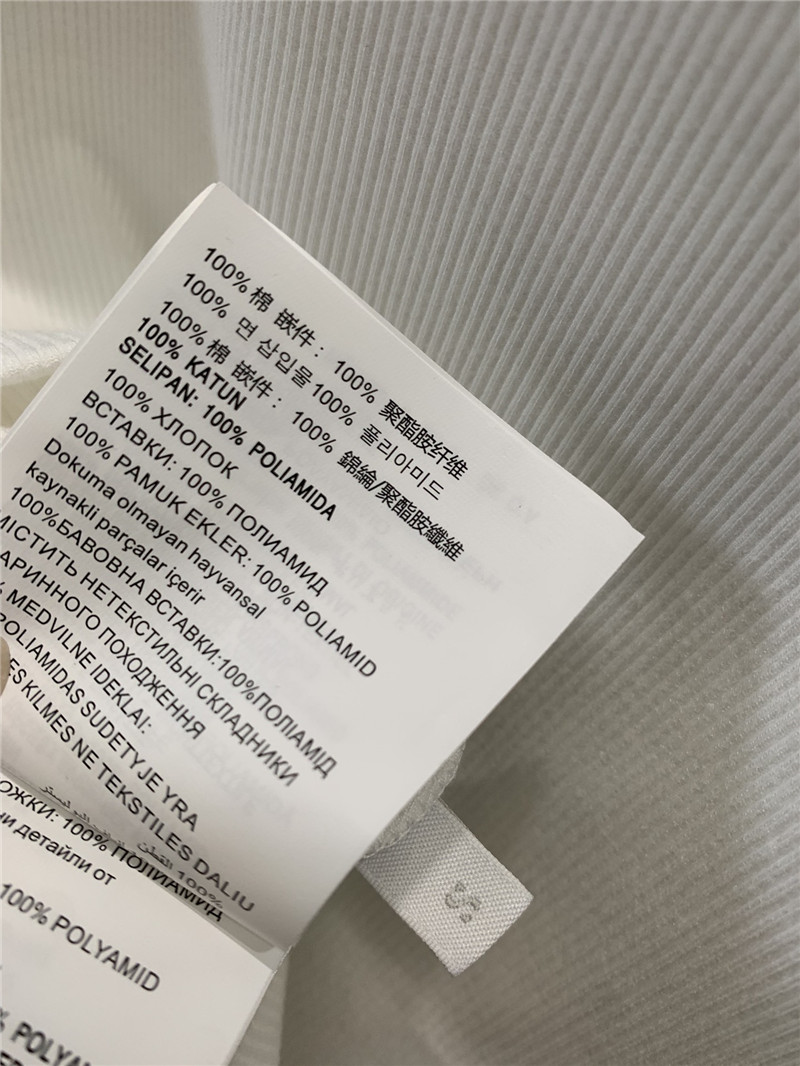 100% 棉 嵌件： 100% 聚酯胺纤维
100% 면 삽입물 100% 폴리아미드
100% 棉 嵌件： 100% 錦綸/聚酯胺纖維
100% KATUN
SELIPAN: 100% POLIAMIDA
100% ХЛОПОК
ВСТАВКИ: 100% ПОЛИАМИД
100% PAMUK EKLER: 100% POLIAMID
Dokuma olmayan hayvansal
kaynakli parçalar içerir
100%БАВОВНА ВСТАВКИ:100%ПОЛІАМІД
МІСТИТЬ НЕТЕКСТИЛЬНІ СКЛАДНИКИ
ПОХОДЖЕННЯ
% MEDVILNE IDEKLAI:
POLIAMIDAS SUDETYJE YRA
ES KILMES NE TEKSTILES DALIU
100%
100% ПОЛИАМИД
детайли от
100% POLYAMID
S